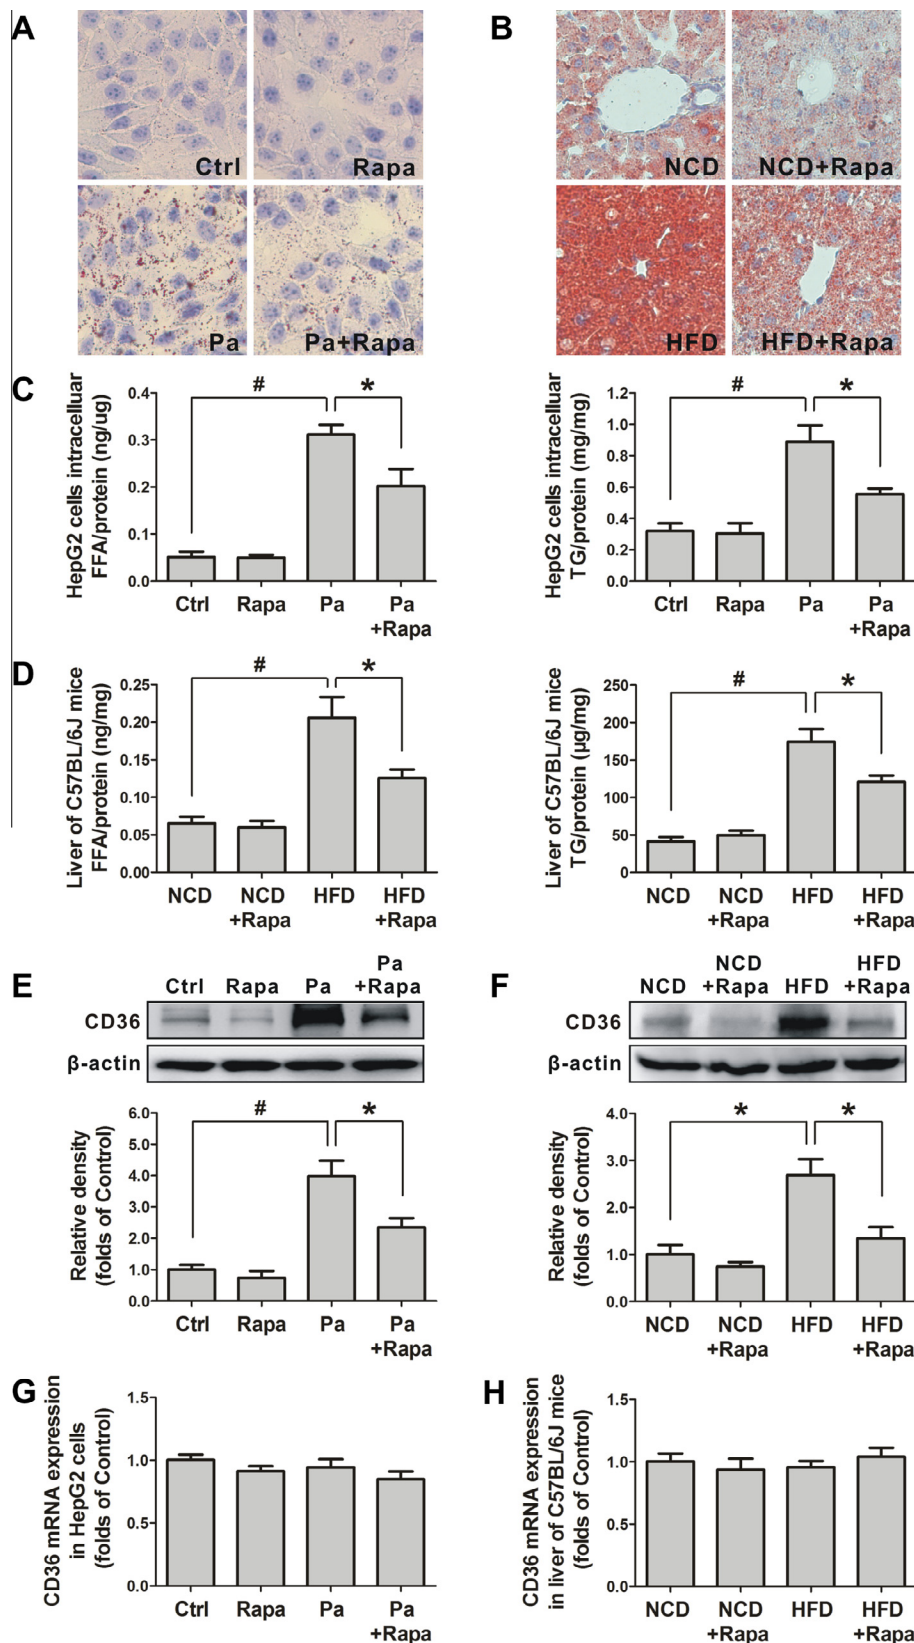 A
B
Ctrl
Rapa
NCD
NCD+Rapa
Pa
Pa+Rapa
HFD
HFD+Rapa
C
HepG2 cells intracelluar
FFA/protein (ng/ug)
0.4
0.3
0.2
0.1
0.0
#
*
Ctrl
Rapa
Pa
Pa
+Rapa
HepG2 cells intracelluar
TG/protein (mg/mg)
1.2
1.0
0.8
0.6
0.4
0.2
0.0
#
*
Ctrl
Rapa
Pa
Pa
+Rapa
D
Liver of C57BL/6J mice
FFA/protein (ng/mg)
0.25
0.20
0.15
0.10
0.05
0.00
#
*
NCD
NCD
+Rapa
HFD
HFD
+Rapa
Liver of C57BL/6J mice
TG/protein (µg/mg)
250
200
150
100
50
0
#
*
NCD
NCD
+Rapa
HFD
HFD
+Rapa
E
Ctrl
Rapa
Pa
Pa
+Rapa
CD36
β-actin
Relative density
(folds of Control)
6.0
5.0
4.0
3.0
2.0
1.0
0.0
#
*
Ctrl
Rapa
Pa
Pa
+Rapa
F
NCD
NCD
+Rapa
HFD
HFD
+Rapa
CD36
β-actin
Relative density
(folds of Control)
4.0
3.0
2.0
1.0
0.0
*
*
NCD
NCD
+Rapa
HFD
HFD
+Rapa
G
CD36 mRNA expression
in HepG2 cells
(folds of Control)
1.5
1.0
0.5
0.0
Ctrl
Rapa
Pa
Pa
+Rapa
H
CD36 mRNA expression
in liver of C57BL/6J mice
(folds of Control)
1.5
1.0
0.5
0.0
NCD
NCD
+Rapa
HFD
HFD
+Rapa